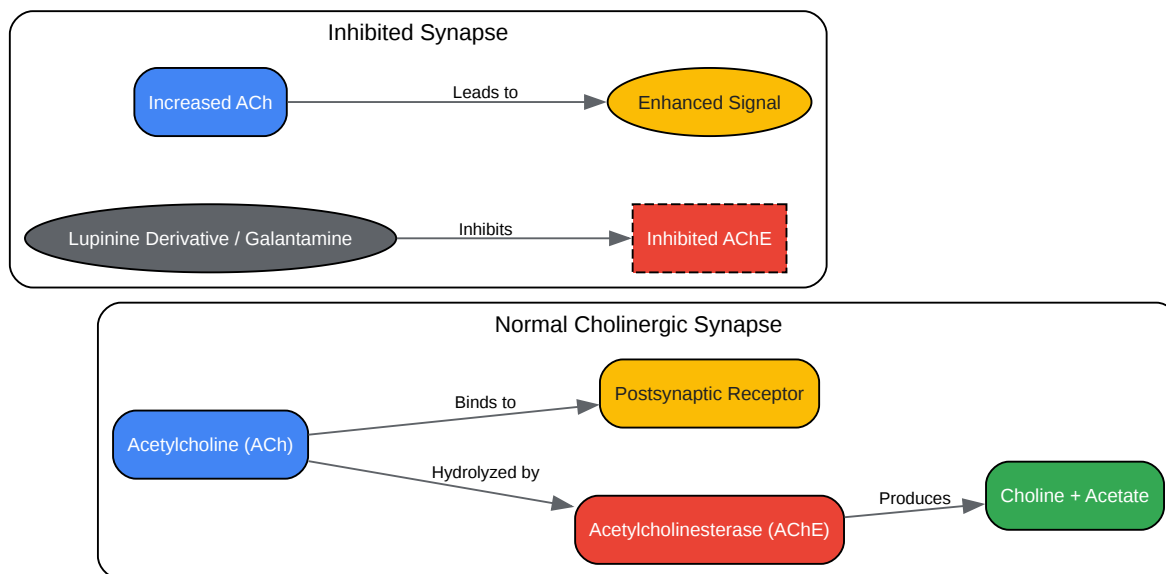 Inhibited Synapse
Increased ACh
Leads to
Enhanced Signal
Lupinine Derivative / Galantamine
Inhibits
Inhibited AChE
Normal Cholinergic Synapse
Acetylcholine (ACh)
Binds to
Postsynaptic Receptor
Hydrolyzed by
Acetylcholinesterase (AChE)
Produces
Choline + Acetate